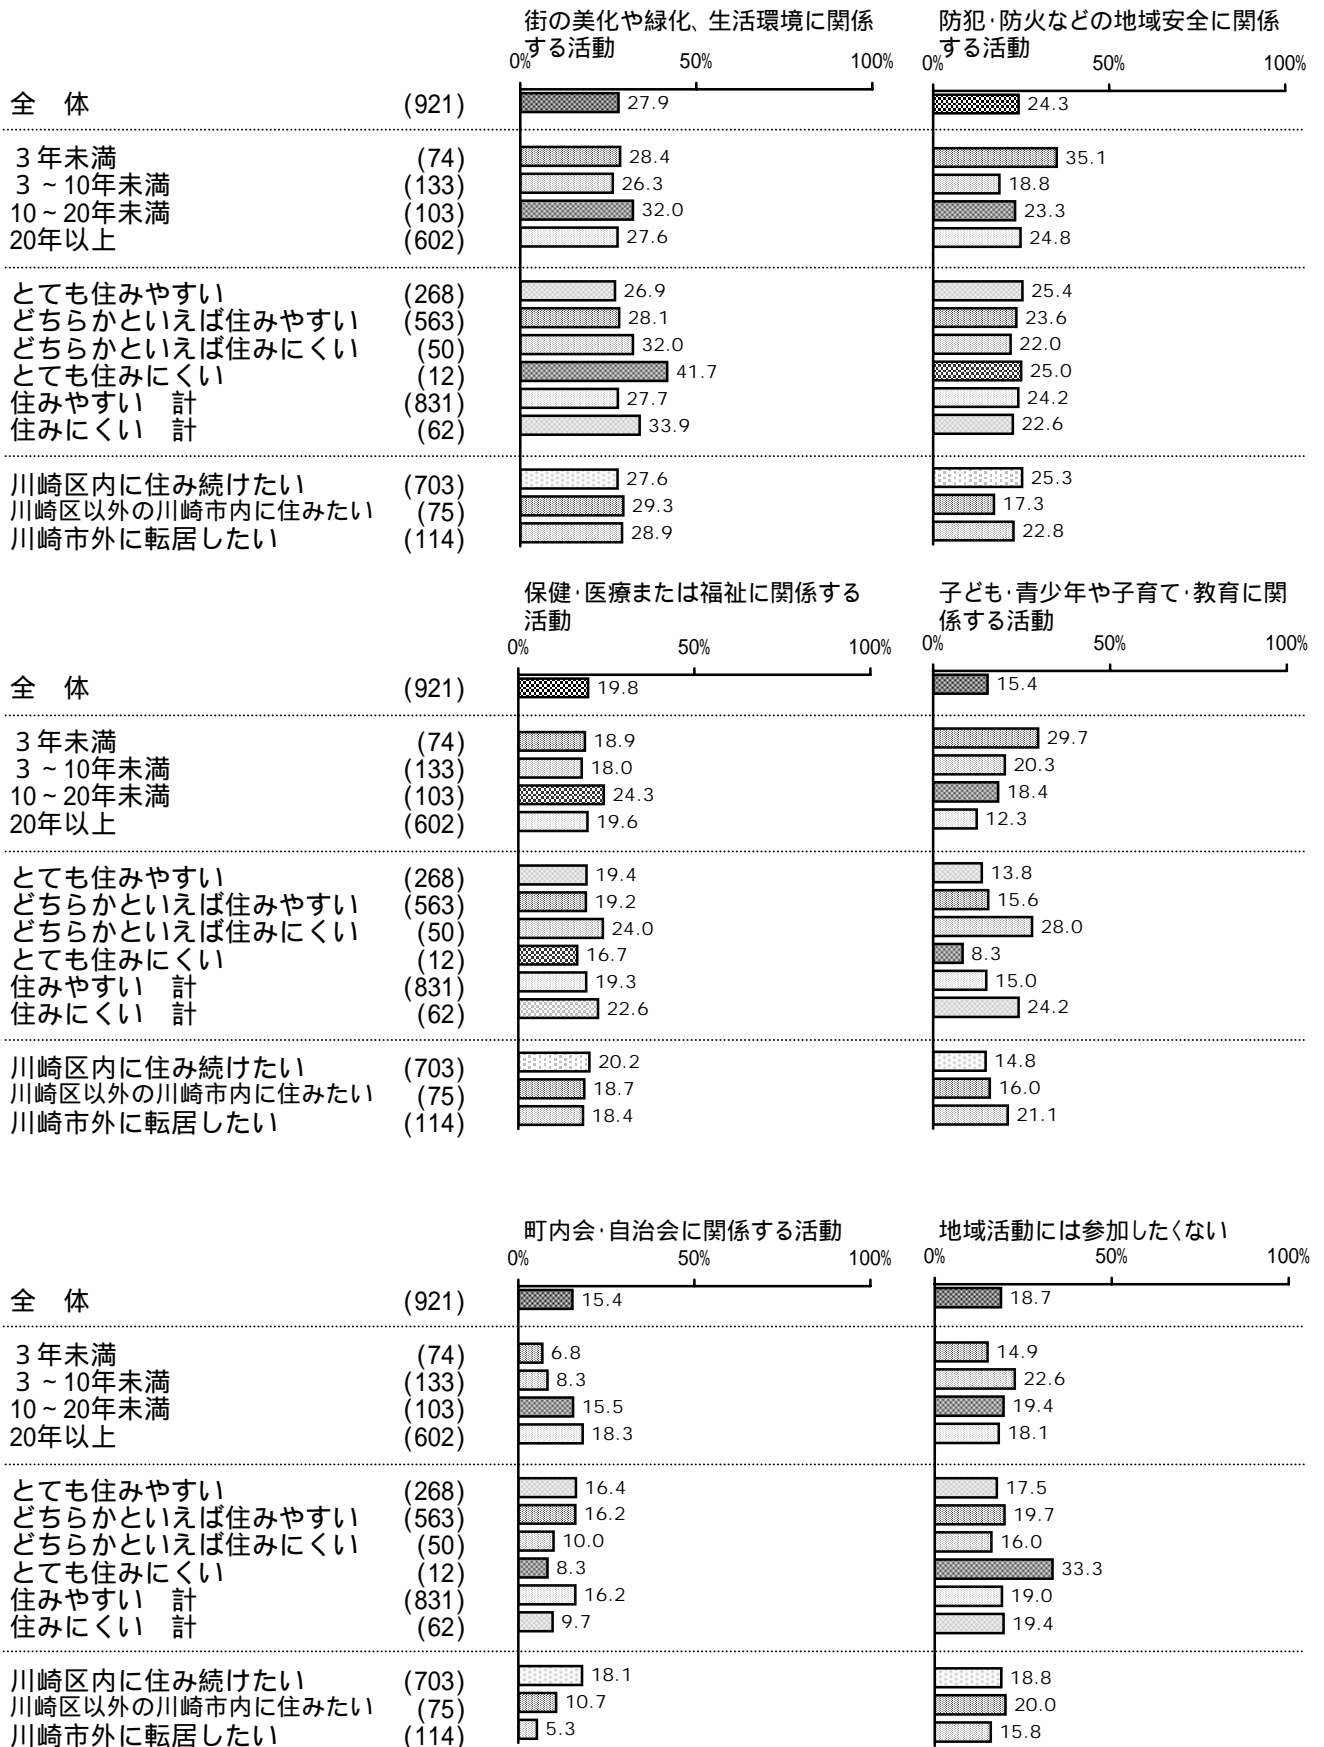 街の美化や緑化、生活環境に関係
する活動
防犯・防火などの地域安全に関係
する活動
0% 50% 100% 0% 50% 100%
全 体 (921) 27.9 24.3
3年未満 (74) 28.4 35.1
3~10年未満 (133) 26.3 18.8
10~20年未満 (103) 32.0 23.3
20年以上 (602) 27.6 24.8
とても住みやすい (268) 26.9 25.4
どちらかといえば住みやすい (563) 28.1 23.6
どちらかといえば住みにくい (50) 32.0 22.0
とても住みにくい (12) 41.7 25.0
住みやすい 計 (831) 27.7 24.2
住みにくい 計 (62) 33.9 22.6
川崎区内に住み続けたい (703) 27.6 25.3
川崎区以外の川崎市内に住みたい (75) 29.3 17.3
川崎市外に転居したい (114) 28.9 22.8
保健・医療または福祉に関係する
活動
子ども・青少年や子育て・教育に関
係する活動
0% 50% 100% 0% 50% 100%
全 体 (921) 19.8 15.4
3年未満 (74) 18.9 29.7
3~10年未満 (133) 18.0 20.3
10~20年未満 (103) 24.3 18.4
20年以上 (602) 19.6 12.3
とても住みやすい (268) 19.4 13.8
どちらかといえば住みやすい (563) 19.2 15.6
どちらかといえば住みにくい (50) 24.0 28.0
とても住みにくい (12) 16.7 8.3
住みやすい 計 (831) 19.3 15.0
住みにくい 計 (62) 22.6 24.2
川崎区内に住み続けたい (703) 20.2 14.8
川崎区以外の川崎市内に住みたい (75) 18.7 16.0
川崎市外に転居したい (114) 18.4 21.1
町内会・自治会に関係する活動
地域活動には参加したくない
0% 50% 100% 0% 50% 100%
全 体 (921) 15.4 18.7
3年未満 (74) 6.8 14.9
3~10年未満 (133) 8.3 22.6
10~20年未満 (103) 15.5 19.4
20年以上 (602) 18.3 18.1
とても住みやすい (268) 16.4 17.5
どちらかといえば住みやすい (563) 16.2 19.7
どちらかといえば住みにくい (50) 10.0 16.0
とても住みにくい (12) 8.3 33.3
住みやすい 計 (831) 16.2 19.0
住みにくい 計 (62) 9.7 19.4
川崎区内に住み続けたい (703) 18.1 18.8
川崎区以外の川崎市内に住みたい (75) 10.7 20.0
川崎市外に転居したい (114) 5.3 15.8